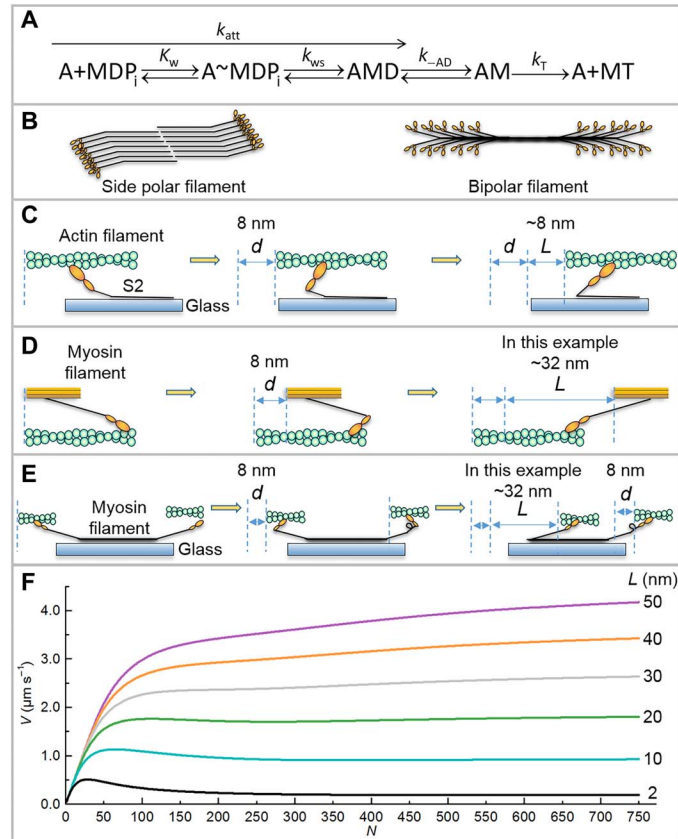 A
k_att
A+MDP_i K_w A~MDP_i k_ws AMD k_–AD AM k_T A+MT
B
Side polar filament Bipolar filament
C
8 nm ~8 nm
Actin filament d d L
S2
Glass
D
In this example
Myosin 8 nm ~32 nm
filament d L
E
8 nm In this example 8 nm
~32 nm
d L d
Myosin
filament
Glass
F
L (nm)
4.0 50
40
3.0
30
V (µm s⁻¹)
2.0 20
1.0 10
2
0.0
0 50 100 150 200 250 300 350 400 450 500 550 600 650 700 750
N